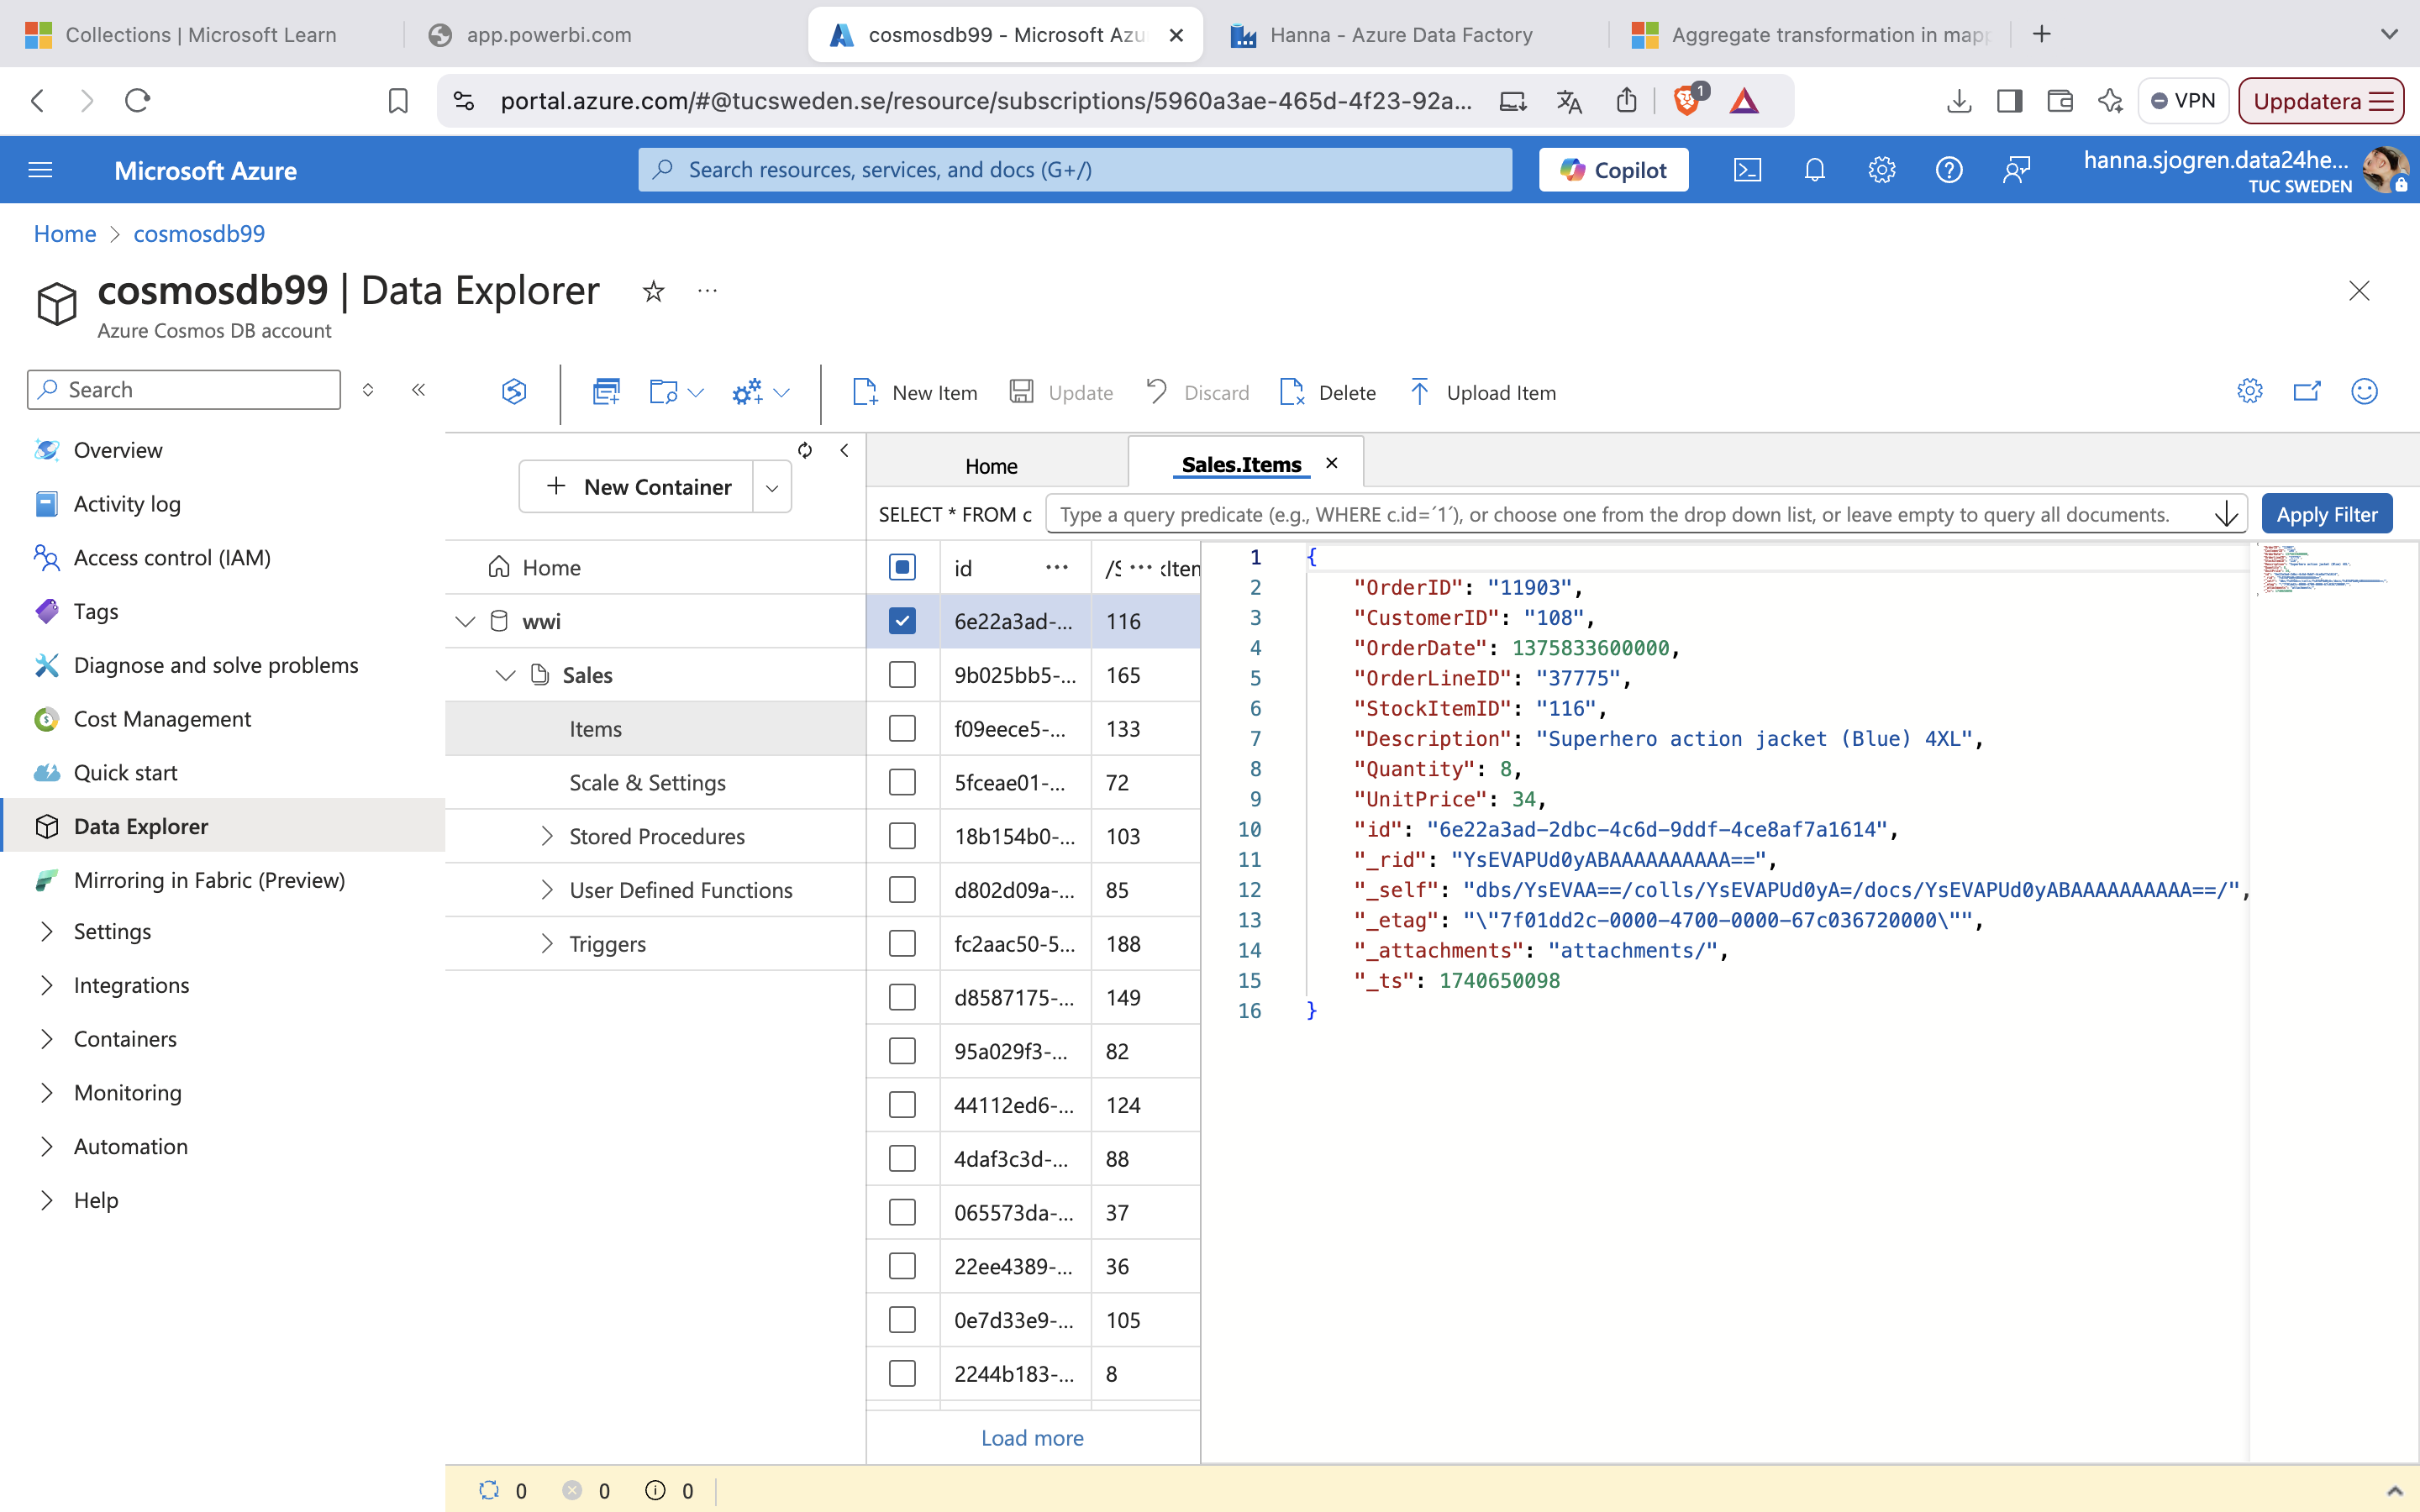 Collections | Microsoft Learn
app.powerbi.com
cosmosdb99 - Microsoft Azu
Hanna - Azure Data Factory
Aggregate transformation in mapp
portal.azure.com/#@tucsweden.se/resource/subscriptions/5960a3ae-465d-4f23-92a...
1
VPN
Uppdatera
Microsoft Azure
Search resources, services, and docs (G+/)
Copilot
hanna.sjogren.data24he...
TUC SWEDEN
Home > cosmosdb99
cosmosdb99 | Data Explorer
Azure Cosmos DB account
Search
Overview
Activity log
Access control (IAM)
Tags
Diagnose and solve problems
Cost Management
Quick start
Data Explorer
Mirroring in Fabric (Preview)
Settings
Integrations
Containers
Monitoring
Automation
Help
New Item
Update
Discard
Delete
Upload Item
New Container
Home
wwi
Sales
Items
Scale & Settings
Stored Procedures
User Defined Functions
Triggers
Home
Sales.Items
SELECT * FROM c
Type a query predicate (e.g., WHERE c.id=´1´), or choose one from the drop down list, or leave empty to query all documents.
Apply Filter
id ... /S ... kIten
6e22a3ad-... 116
9b025bb5-... 165
f09eece5-... 133
5fceae01-... 72
18b154b0-... 103
d802d09a-... 85
fc2aac50-5... 188
d8587175-... 149
95a029f3-... 82
44112ed6-... 124
4daf3c3d-... 88
065573da-... 37
22ee4389-... 36
0e7d33e9-... 105
2244b183-... 8
Load more
1 {
2 "OrderID": "11903",
3 "CustomerID": "108",
4 "OrderDate": 1375833600000,
5 "OrderLineID": "37775",
6 "StockItemID": "116",
7 "Description": "Superhero action jacket (Blue) 4XL",
8 "Quantity": 8,
9 "UnitPrice": 34,
10 "id": "6e22a3ad-2dbc-4c6d-9ddf-4ce8af7a1614",
11 "_rid": "YsEVAPUd0yABAAAAAAAAAA==",
12 "_self": "dbs/YsEVAA==/colls/YsEVAPUd0yA=/docs/YsEVAPUd0yABAAAAAAAAAA==/",
13 "_etag": "\"7f01dd2c-0000-4700-0000-67c036720000\"",
14 "_attachments": "attachments/",
15 "_ts": 1740650098
16 }
0 0 0